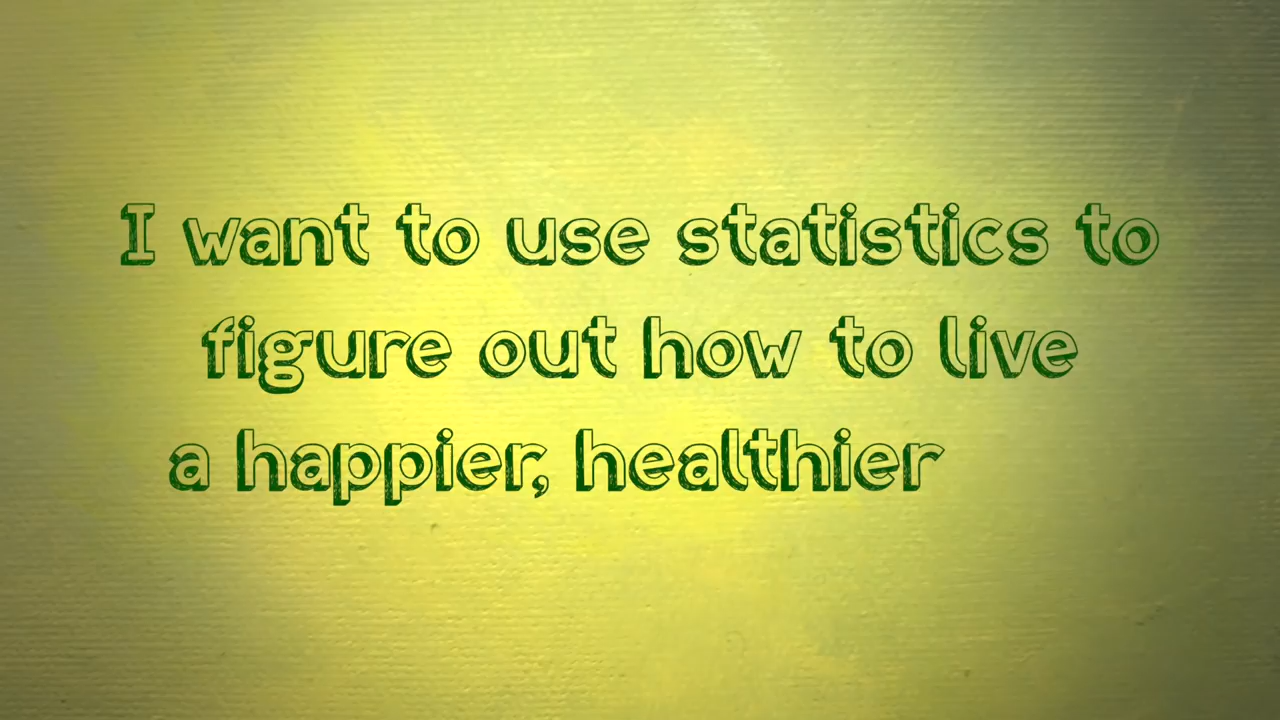 I want to use statistics to
figure out how to live
a happier, healthier